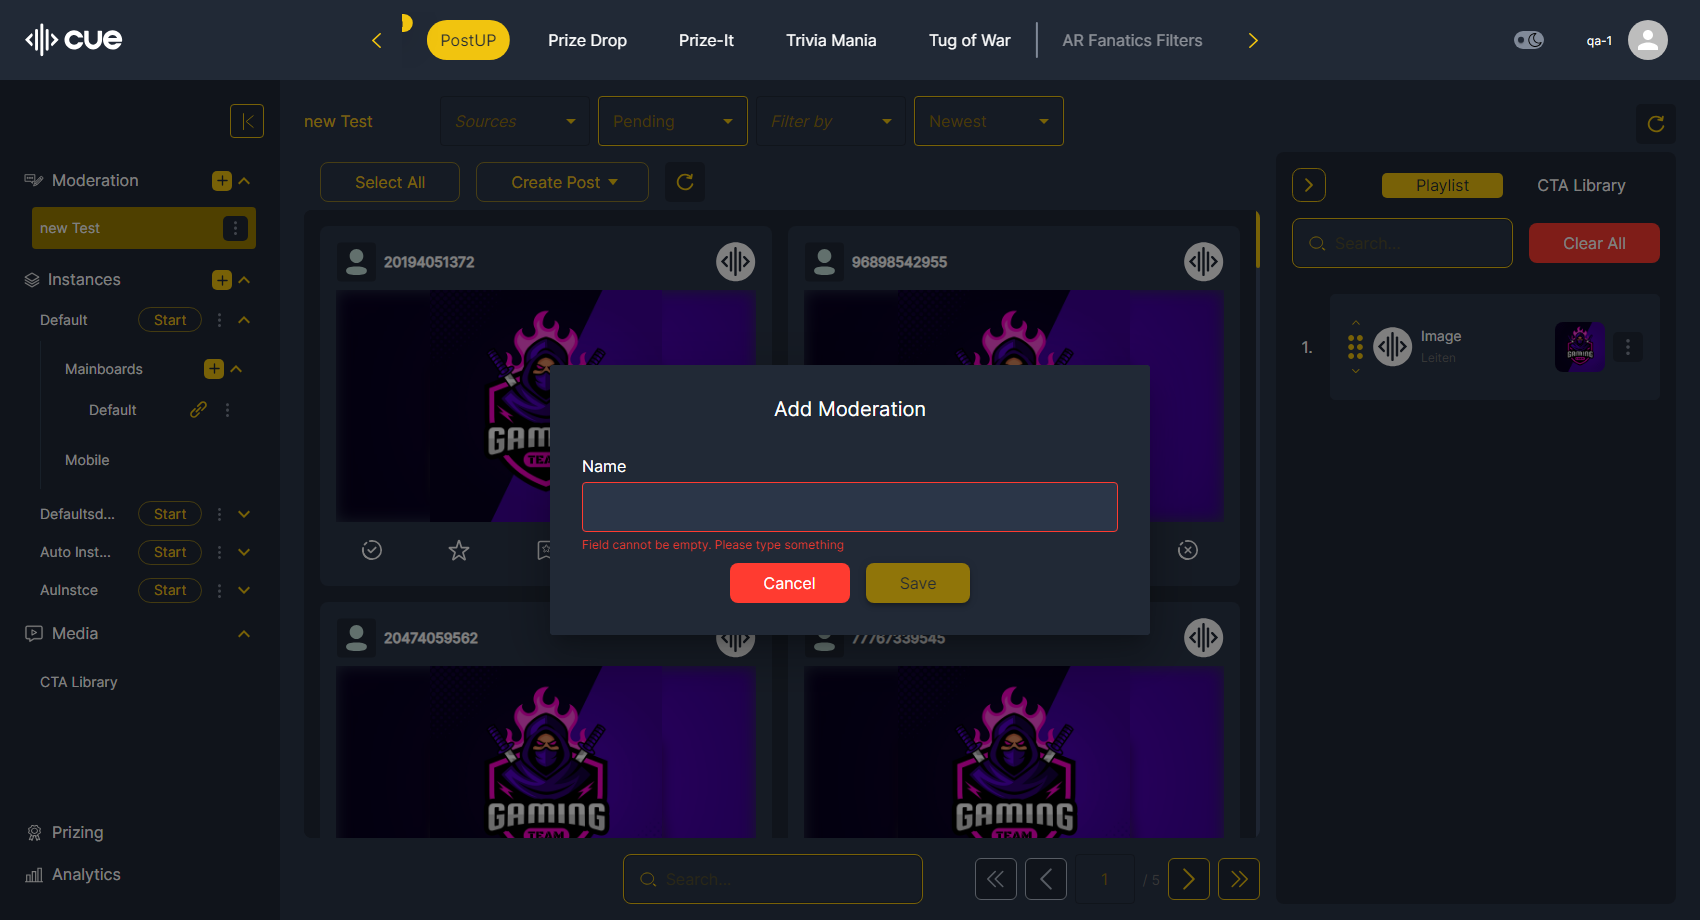 cue
PostUP
Prize Drop
Prize-It
Trivia Mania
Tug of War
AR Fanatics Filters
qa-1
new Test
Sources
Pending
Filter by
Newest
Select All
Create Post
Moderation
new Test
Instances
Default
Start
Mainboards
Default
Mobile
Defaultsd...
Start
Auto Inst...
Start
AuInstce
Start
Media
CTA Library
Prizing
Analytics
20194051372
96898542955
GAMING
TEAM
20474059562
77767339545
GAMING
TEAM
GAMING
TEAM
Add Moderation
Name
Field cannot be empty. Please type something
Cancel
Save
Playlist
CTA Library
Search...
Clear All
1.
Image
Leiten
GAMING
Search...
1
/ 5